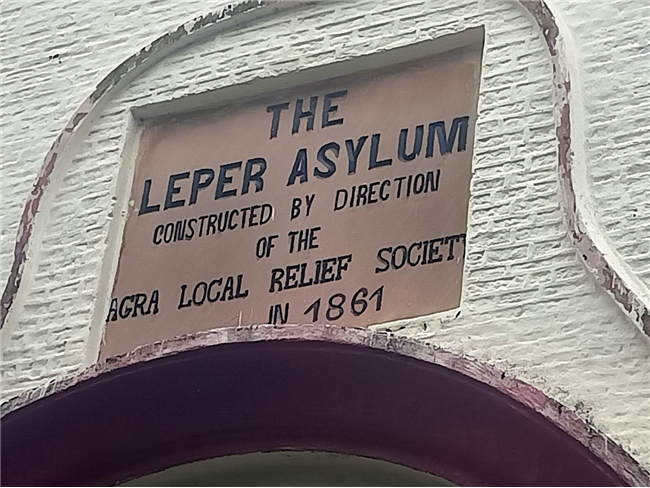 THE
LEPER ASYLUM
CONSTRUCTED BY DIRECTION
OF THE
AGRA LOCAL RELIEF SOCIETY
IN 1861